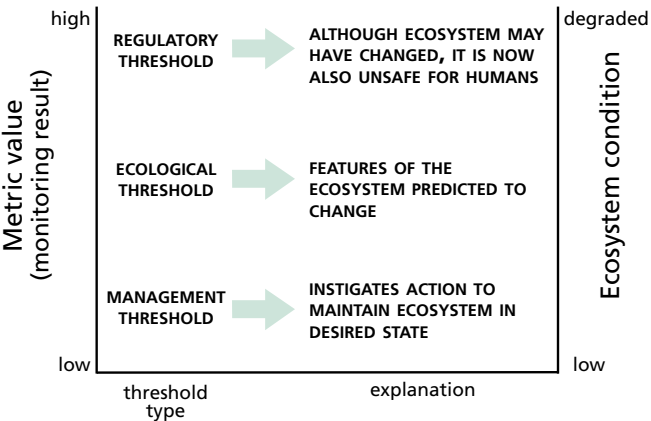 high
degraded
REGULATORY
THRESHOLD
ALTHOUGH ECOSYSTEM MAY
HAVE CHANGED, IT IS NOW
ALSO UNSAFE FOR HUMANS
Metric value
(monitoring result)
Ecosystem condition
ECOLOGICAL
THRESHOLD
FEATURES OF THE
ECOSYSTEM PREDICTED TO
CHANGE
MANAGEMENT
THRESHOLD
INSTIGATES ACTION TO
MAINTAIN ECOSYSTEM IN
DESIRED STATE
low
low
threshold
type
explanation